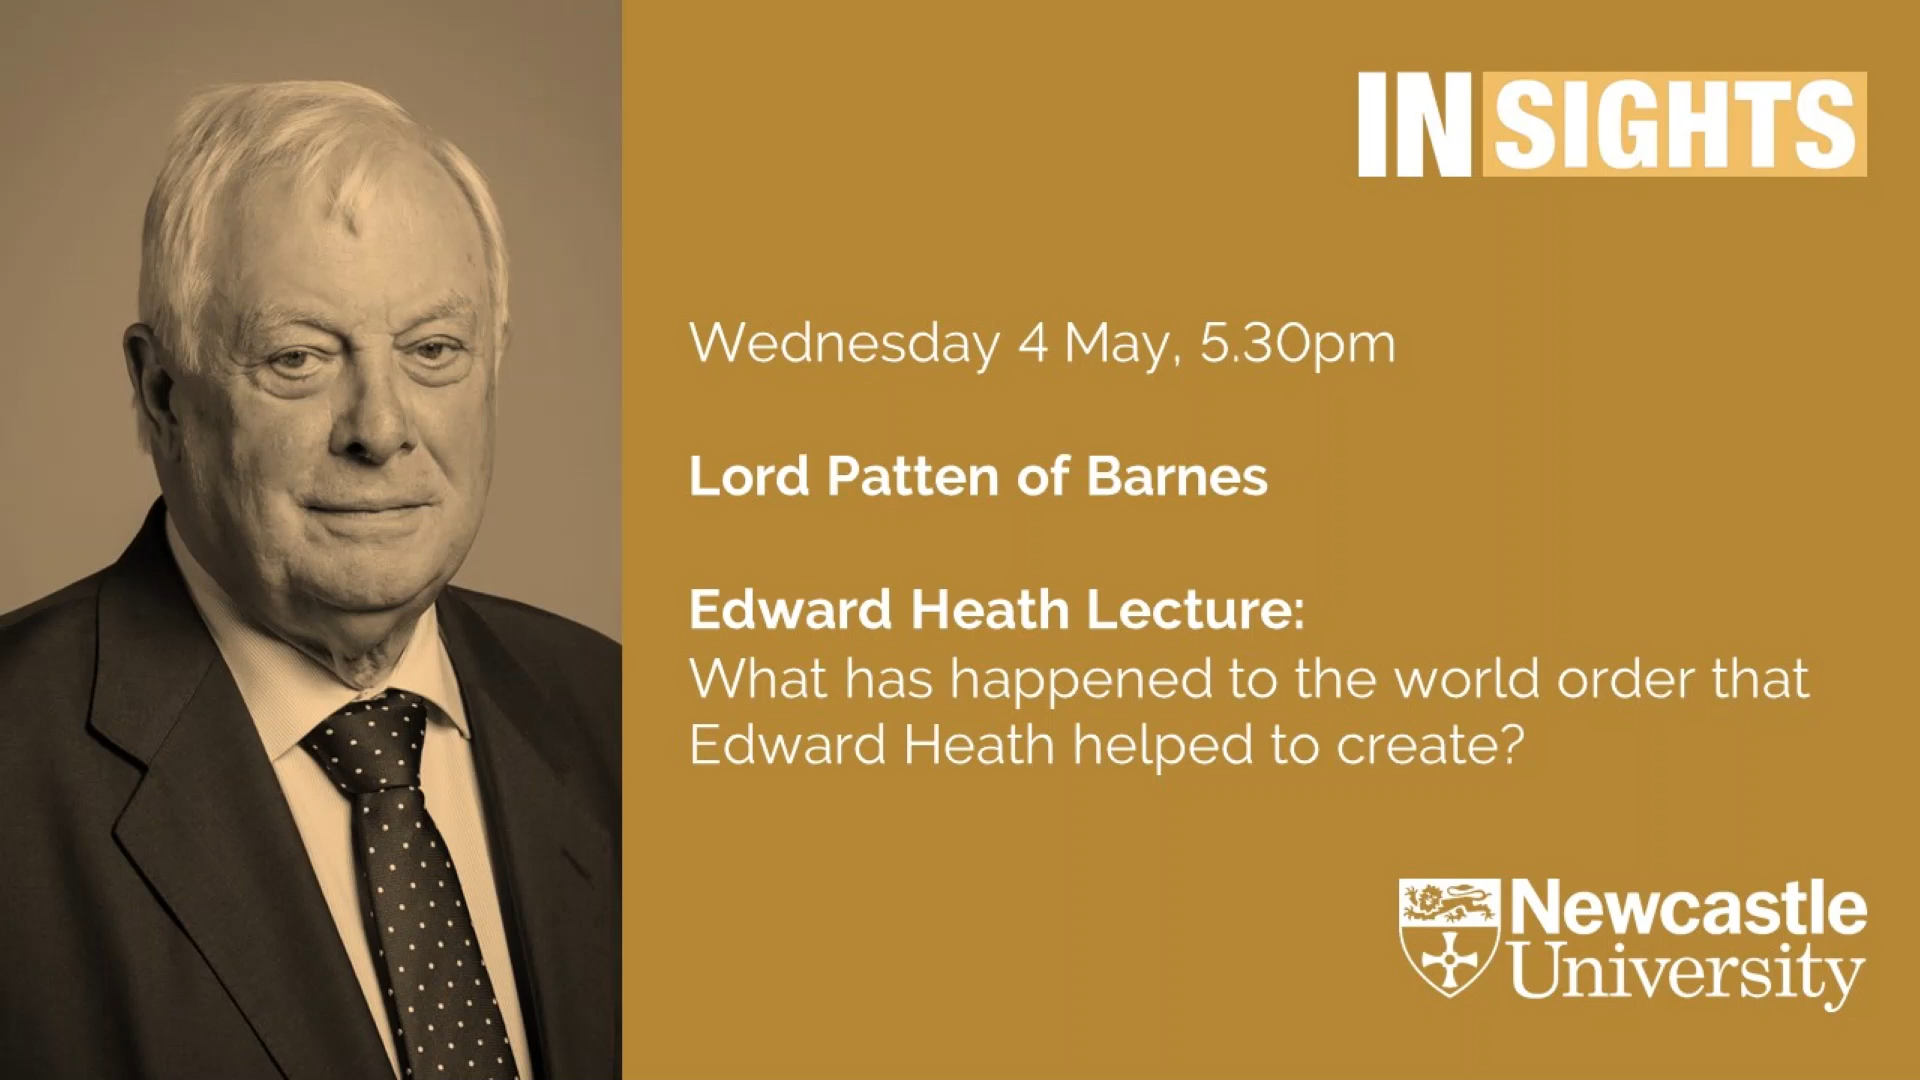 INSIGHTS
Wednesday 4 May, 5.30pm
Lord Patten of Barnes
Edward Heath Lecture:
What has happened to the world order that
Edward Heath helped to create?
Newcastle
University